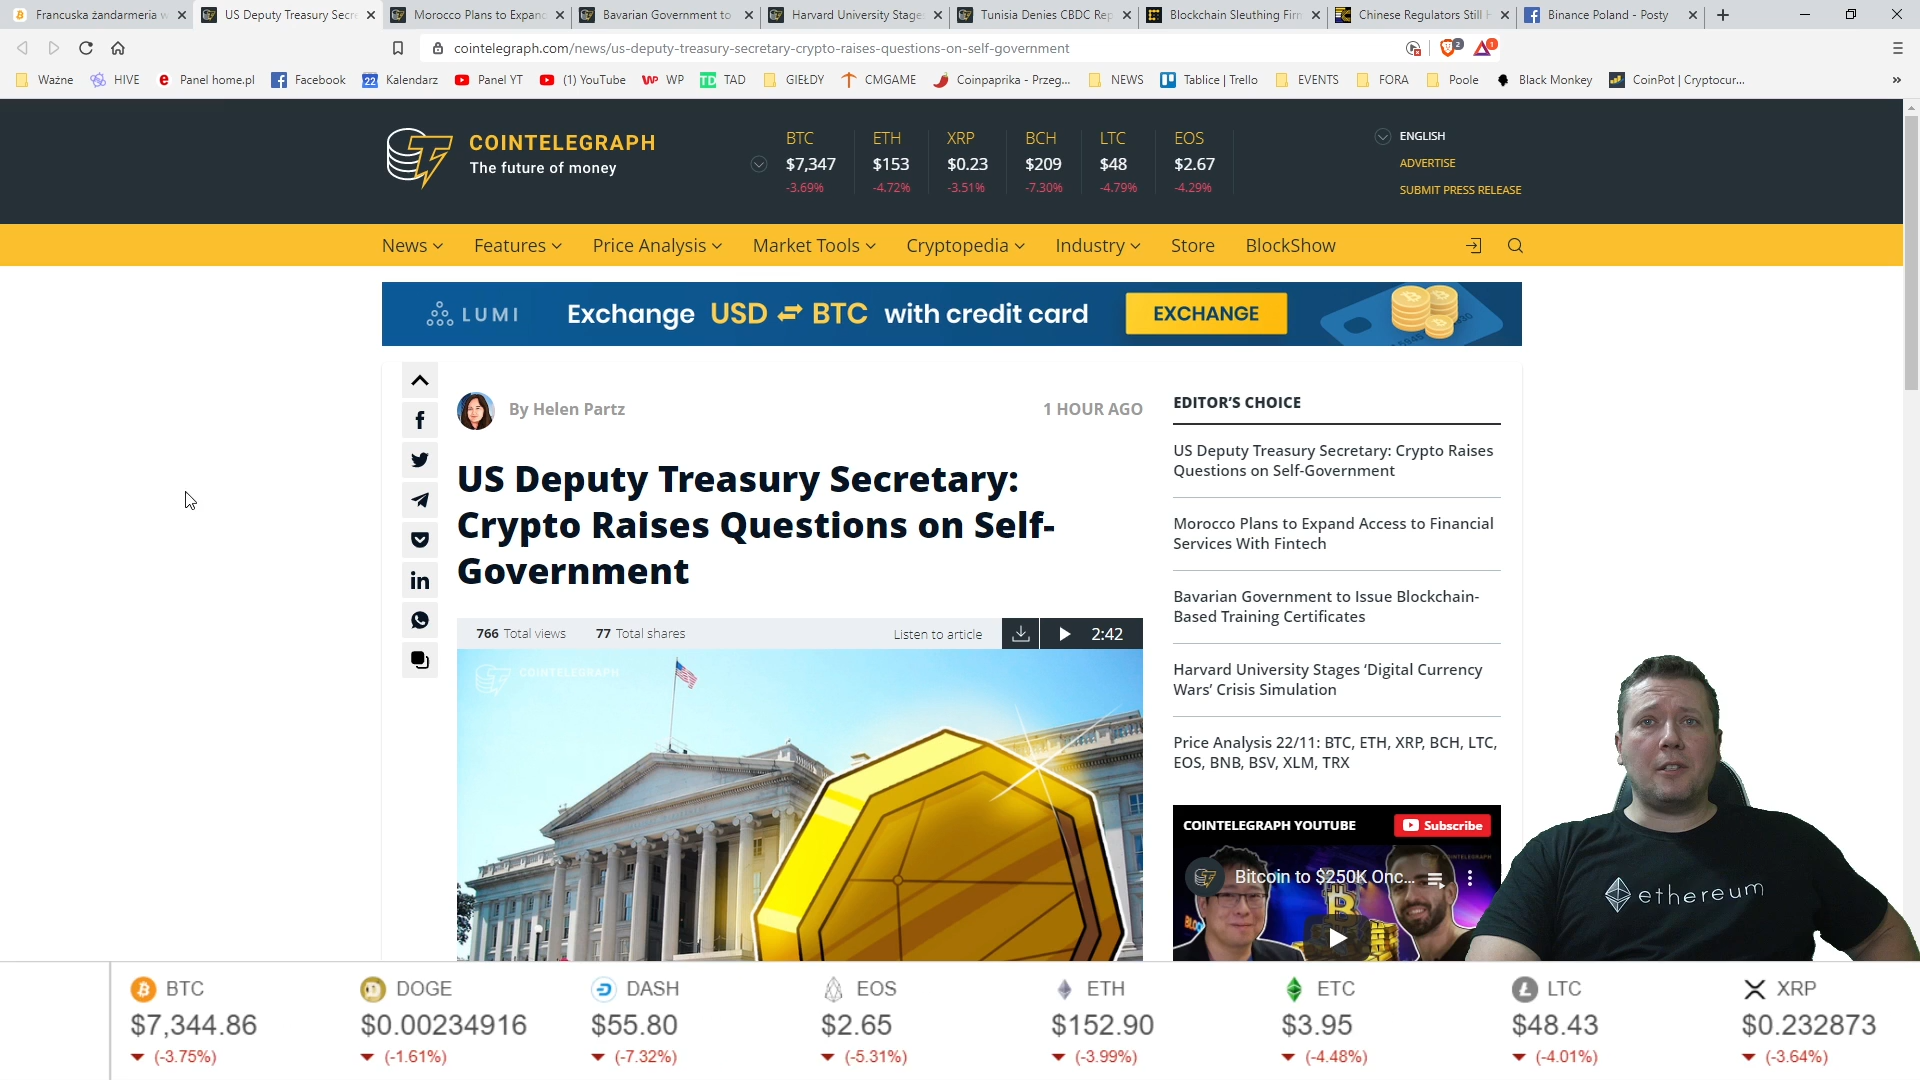 Francuska żandarmeria w
US Deputy Treasury Secre
Morocco Plans to Expand
Bavarian Government to
Harvard University Stage
Tunisia Denies CBDC Rep
Blockchain Sleuthing Firm
Chinese Regulators Still H
Binance Poland - Posty
cointelegraph.com/news/us-deputy-treasury-secretary-crypto-raises-questions-on-self-government
2
1
Ważne
HIVE
Panel home.pl
Facebook
22
Kalendarz
Panel YT
(1) YouTube
WP
TAD
GIEŁDY
CMGAME
Coinpaprika - Przeg...
NEWS
Tablice | Trello
EVENTS
FORA
Poole
Black Monkey
CoinPot | Cryptocur...
COINTELEGRAPH
The future of money
BTC ETH XRP BCH LTC EOS
$7,347 $153 $0.23 $209 $48 $2.67
-3.69% -4.72% -3.51% -7.30% -4.79% -4.29%
ENGLISH
ADVERTISE
SUBMIT PRESS RELEASE
News
Features
Price Analysis
Market Tools
Cryptopedia
Industry
Store
BlockShow
LUMI
Exchange USD BTC with credit card
EXCHANGE
By Helen Partz
1 HOUR AGO
US Deputy Treasury Secretary:
Crypto Raises Questions on Self-
Government
766 Total views
77 Total shares
Listen to article
2:42
COINTELEGRAPH
EDITOR’S CHOICE
US Deputy Treasury Secretary: Crypto Raises
Questions on Self-Government
Morocco Plans to Expand Access to Financial
Services With Fintech
Bavarian Government to Issue Blockchain-
Based Training Certificates
Harvard University Stages ‘Digital Currency
Wars’ Crisis Simulation
Price Analysis 22/11: BTC, ETH, XRP, BCH, LTC,
EOS, BNB, BSV, XLM, TRX
COINTELEGRAPH YOUTUBE
Subscribe
Bitcoin to $250K Onc...
ethereum
BTC DOGE DASH EOS ETH ETC LTC XRP
$7,344.86 $0.00234916 $55.80 $2.65 $152.90 $3.95 $48.43 $0.232873
(-3.75%) (-1.61%) (-7.32%) (-5.31%) (-3.99%) (-4.48%) (-4.01%) (-3.64%)